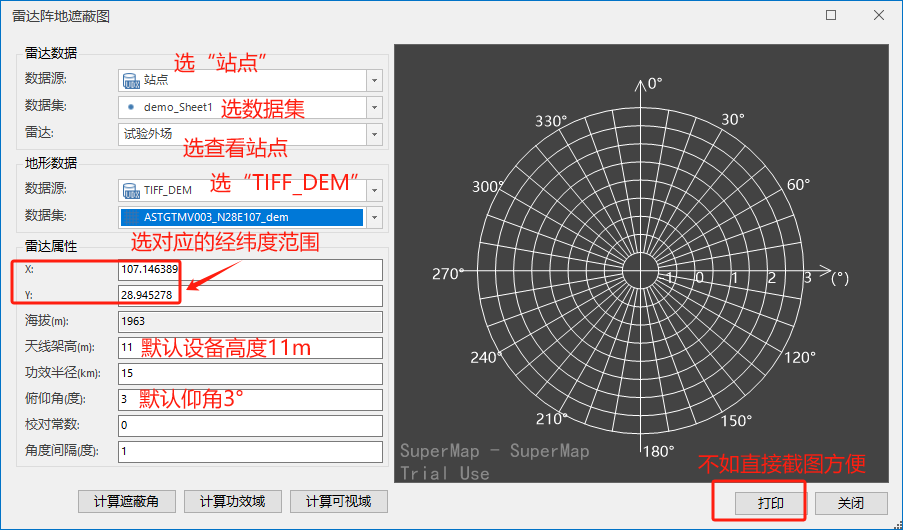 雷达阵地遮蔽图
雷达数据
选“站点”
数据源:
站点
数据集:
demo_Sheet1
选数据集
雷达:
试验外场
选查看站点
地形数据
数据源:
TIFF_DEM
选“TIFF_DEM”
数据集:
ASTGTMV003_N28E107_dem
雷达属性
选对应的经纬度范围
X:
107.146389
Y:
28.945278
海拔(m):
1963
天线架高(m):
11
默认设备高度11m
功效半径(km):
15
俯仰角(度):
3
默认仰角3°
校对常数:
0
角度间隔(度):
1
计算遮蔽角
计算功效域
计算可视域
0°
330°
30°
300°
60°
270°
-1
0
1
2
3
(°)
240°
120°
210°
150°
180°
SuperMap - SuperMap
Trial Use
不如直接截图方便
打印
关闭